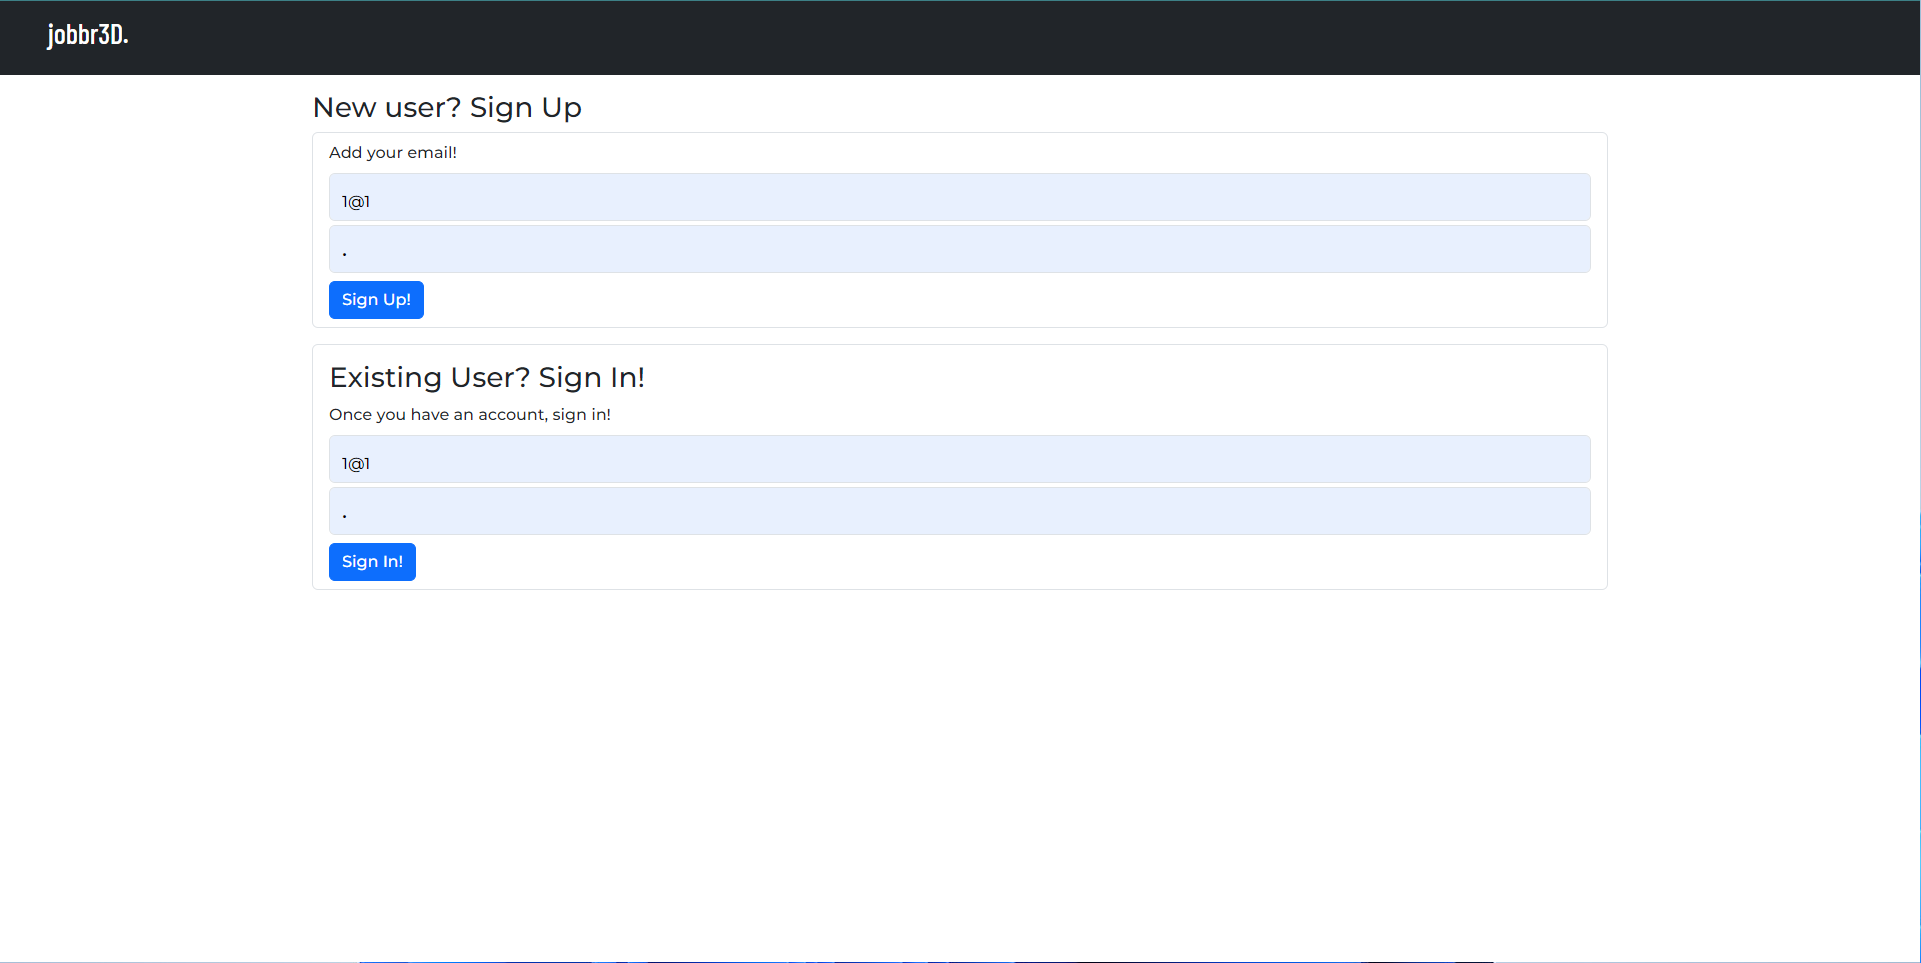 jobbr3D.
New user? Sign Up
Add your email!
1@1
.
Sign Up!
Existing User? Sign In!
Once you have an account, sign in!
1@1
.
Sign In!